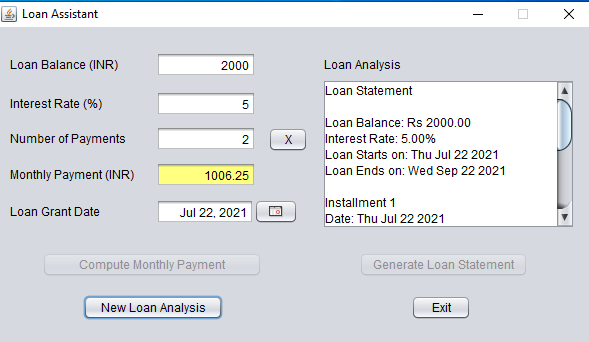 Loan Assistant
Loan Balance (INR) 2000
Interest Rate (%) 5
Number of Payments 2 X
Monthly Payment (INR) 1006.25
Loan Grant Date Jul 22, 2021
Compute Monthly Payment
New Loan Analysis
Loan Analysis
Loan Statement
Loan Balance: Rs 2000.00
Interest Rate: 5.00%
Loan Starts on: Thu Jul 22 2021
Loan Ends on: Wed Sep 22 2021
Installment 1
Date: Thu Jul 22 2021
Generate Loan Statement
Exit